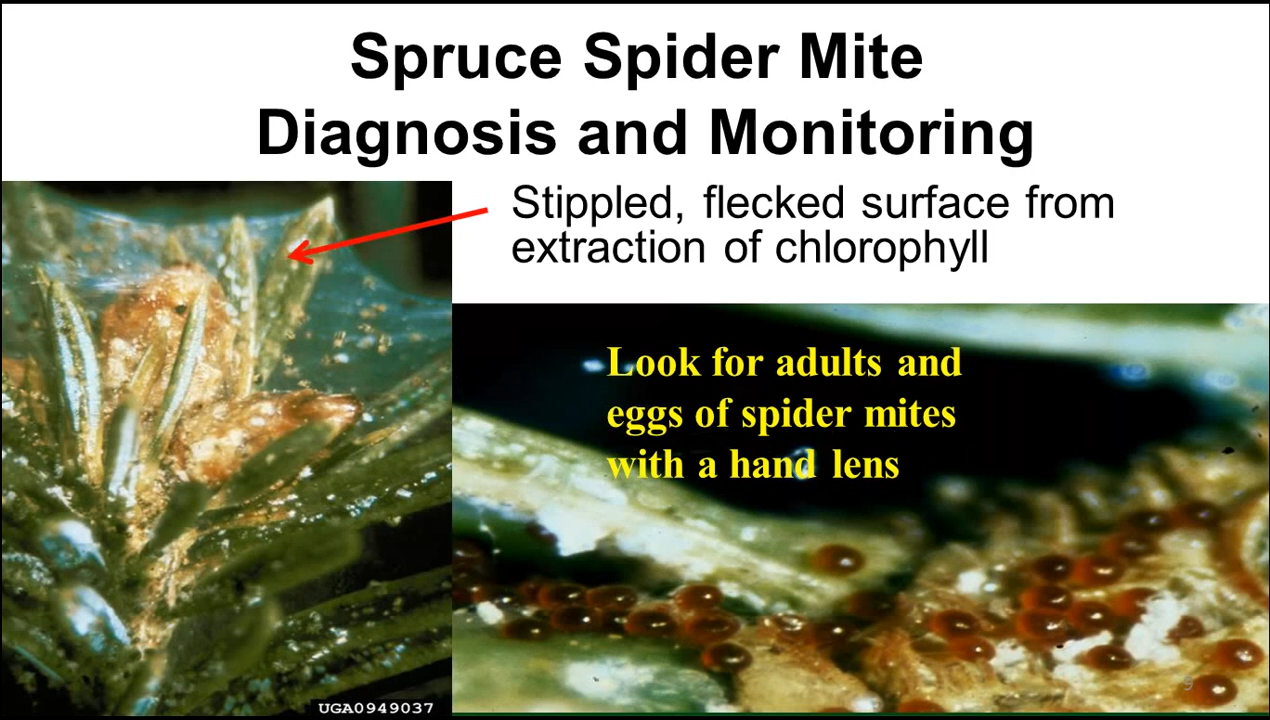 Spruce Spider Mite
Diagnosis and Monitoring
Stippled, flecked surface from
extraction of chlorophyll
Look for adults and
eggs of spider mites
with a hand lens
UGA0949037
9